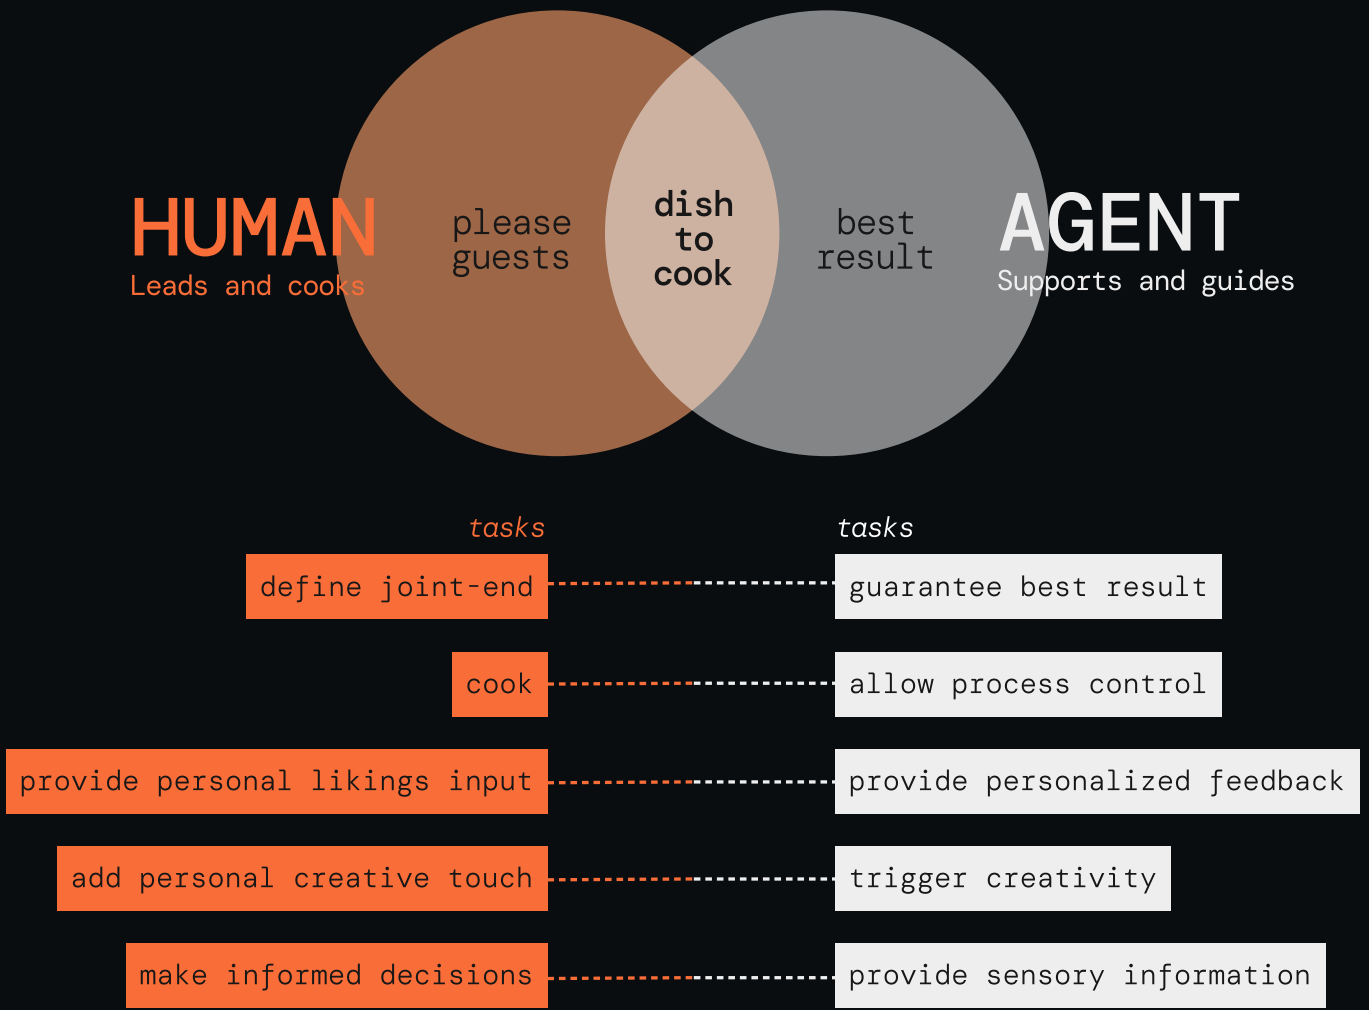 HUMAN
Leads and cooks
please
guests
dish
to
cook
best
result
AGENT
Supports and guides
tasks
tasks
define joint-end
guarantee best result
cook
allow process control
provide personal likings input
provide personalized feedback
add personal creative touch
trigger creativity
make informed decisions
provide sensory information